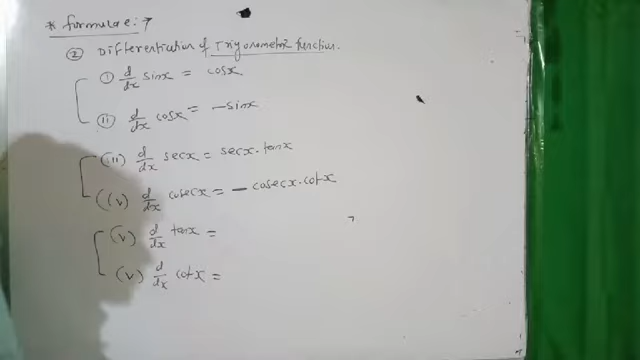 * Formulae:→
② Differentiation of Trigonometric function.
(i) d/dx sinx = cosx
(ii) d/dx cosx = -sinx
(iii) d/dx secx = secx.tanx
(iv) d/dx cosecx = - cosecx.cotx
(v) d/dx tanx =
(v) d/dx cotx =